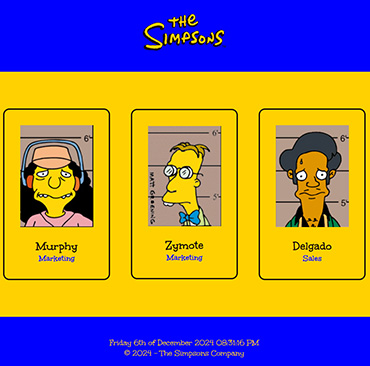 THE
SIMPSONS
6'
5'
MATT GROENING
6'
5'
6'
5'
Murphy
Marketing
Zymote
Marketing
Delgado
Sales
Friday 6th of December 2024 08:31:16 PM
© 2024 - The Simpsons Company